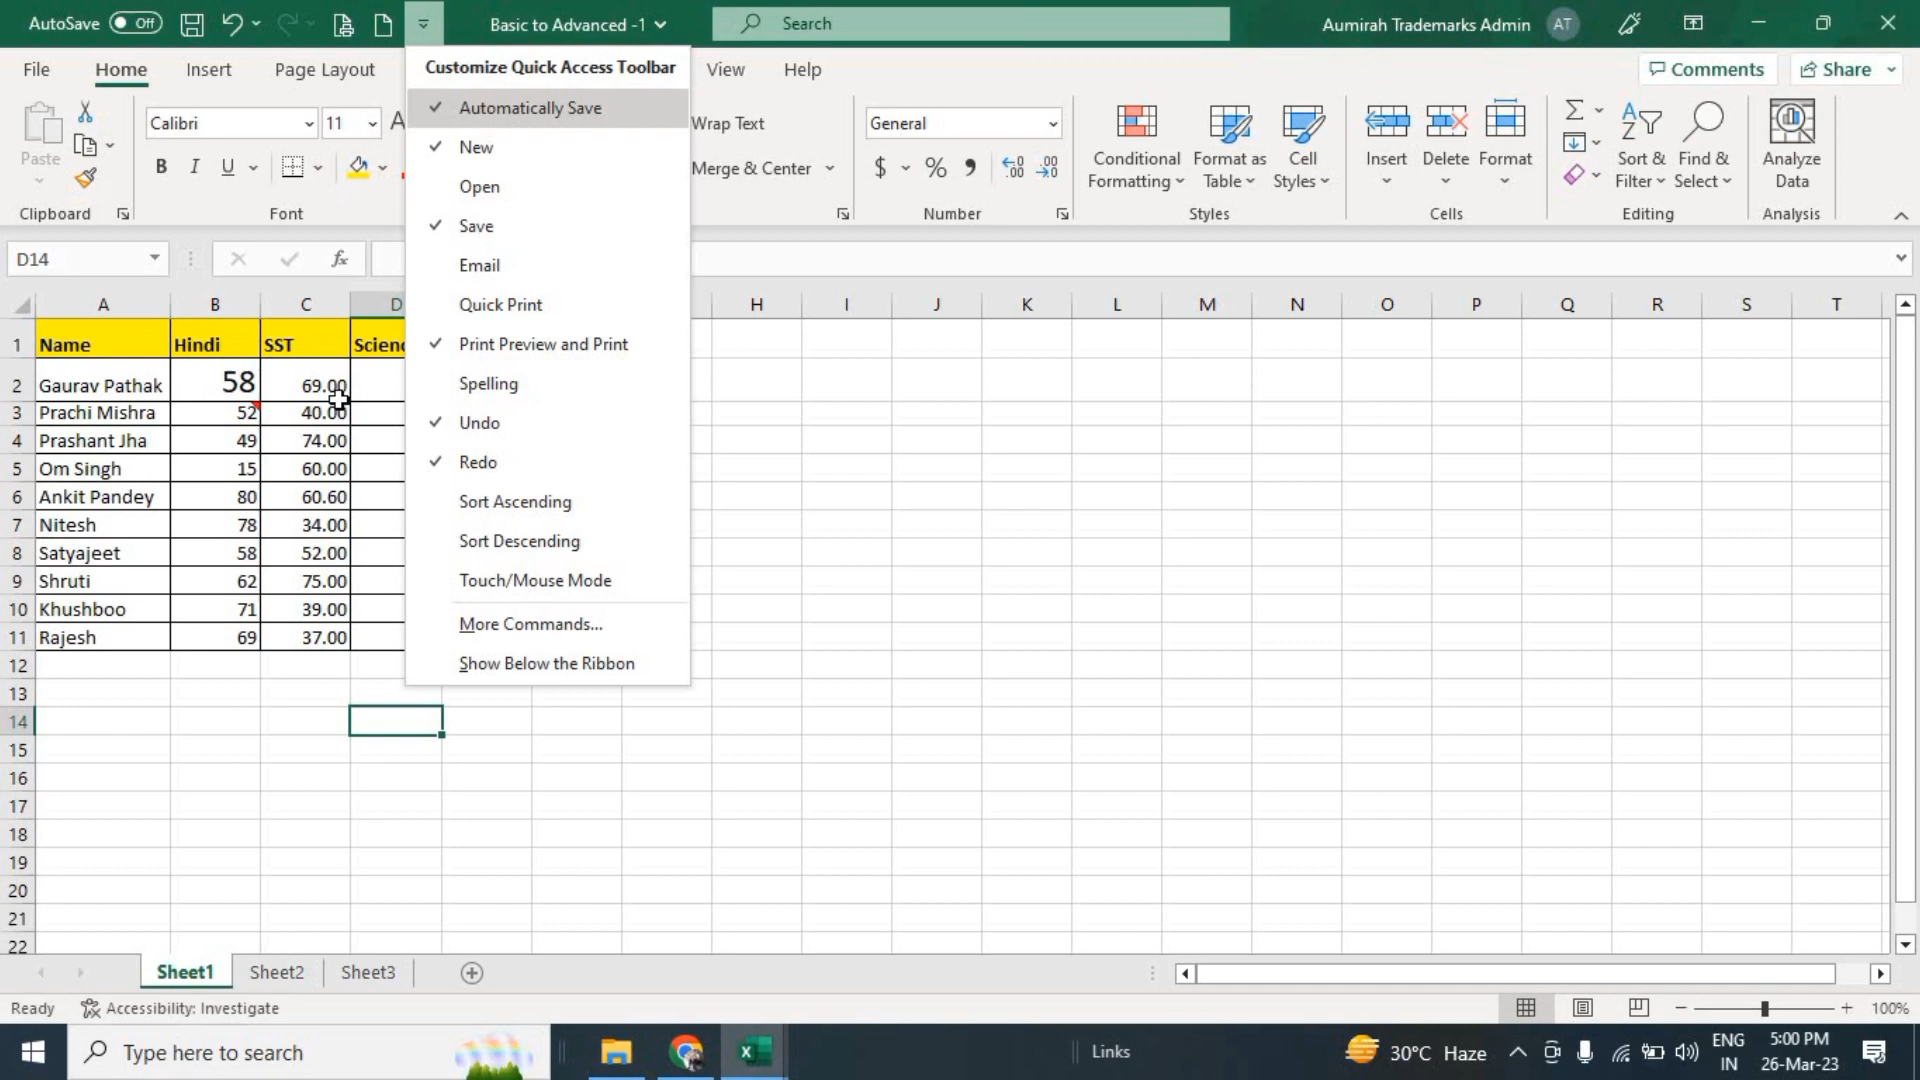 AutoSave Off Basic to Advanced -1 Search Aumirah Trademarks Admin AT
File Home Insert Page Layout View Help Comments Share
Customize Quick Access Toolbar
Automatically Save
New
Open
Save
Email
Quick Print
Print Preview and Print
Spelling
Undo
Redo
Sort Ascending
Sort Descending
Touch/Mouse Mode
More Commands...
Show Below the Ribbon
Paste
Clipboard
Calibri 11 A
B I U
Font
Wrap Text
Merge & Center
General
$ % 9 ←0 .00 .00 →0
Number
Conditional Formatting
Format as Table
Cell Styles
Styles
Insert Delete Format
Cells
Sort & Filter
Find & Select
Editing
Analyze Data
Analysis
D14 fx
A B C D H I J K L M N O P Q R S T
1 Name Hindi SST Scienc
2 Gaurav Pathak 58 69.00
3 Prachi Mishra 52 40.00
4 Prashant Jha 49 74.00
5 Om Singh 15 60.00
6 Ankit Pandey 80 60.60
7 Nitesh 78 34.00
8 Satyajeet 58 52.00
9 Shruti 62 75.00
10 Khushboo 71 39.00
11 Rajesh 69 37.00
12
13
14
15
16
17
18
19
20
21
22
Sheet1 Sheet2 Sheet3
Ready Accessibility: Investigate 100%
Type here to search Links 30°C Haze ENG IN 5:00 PM 26-Mar-23